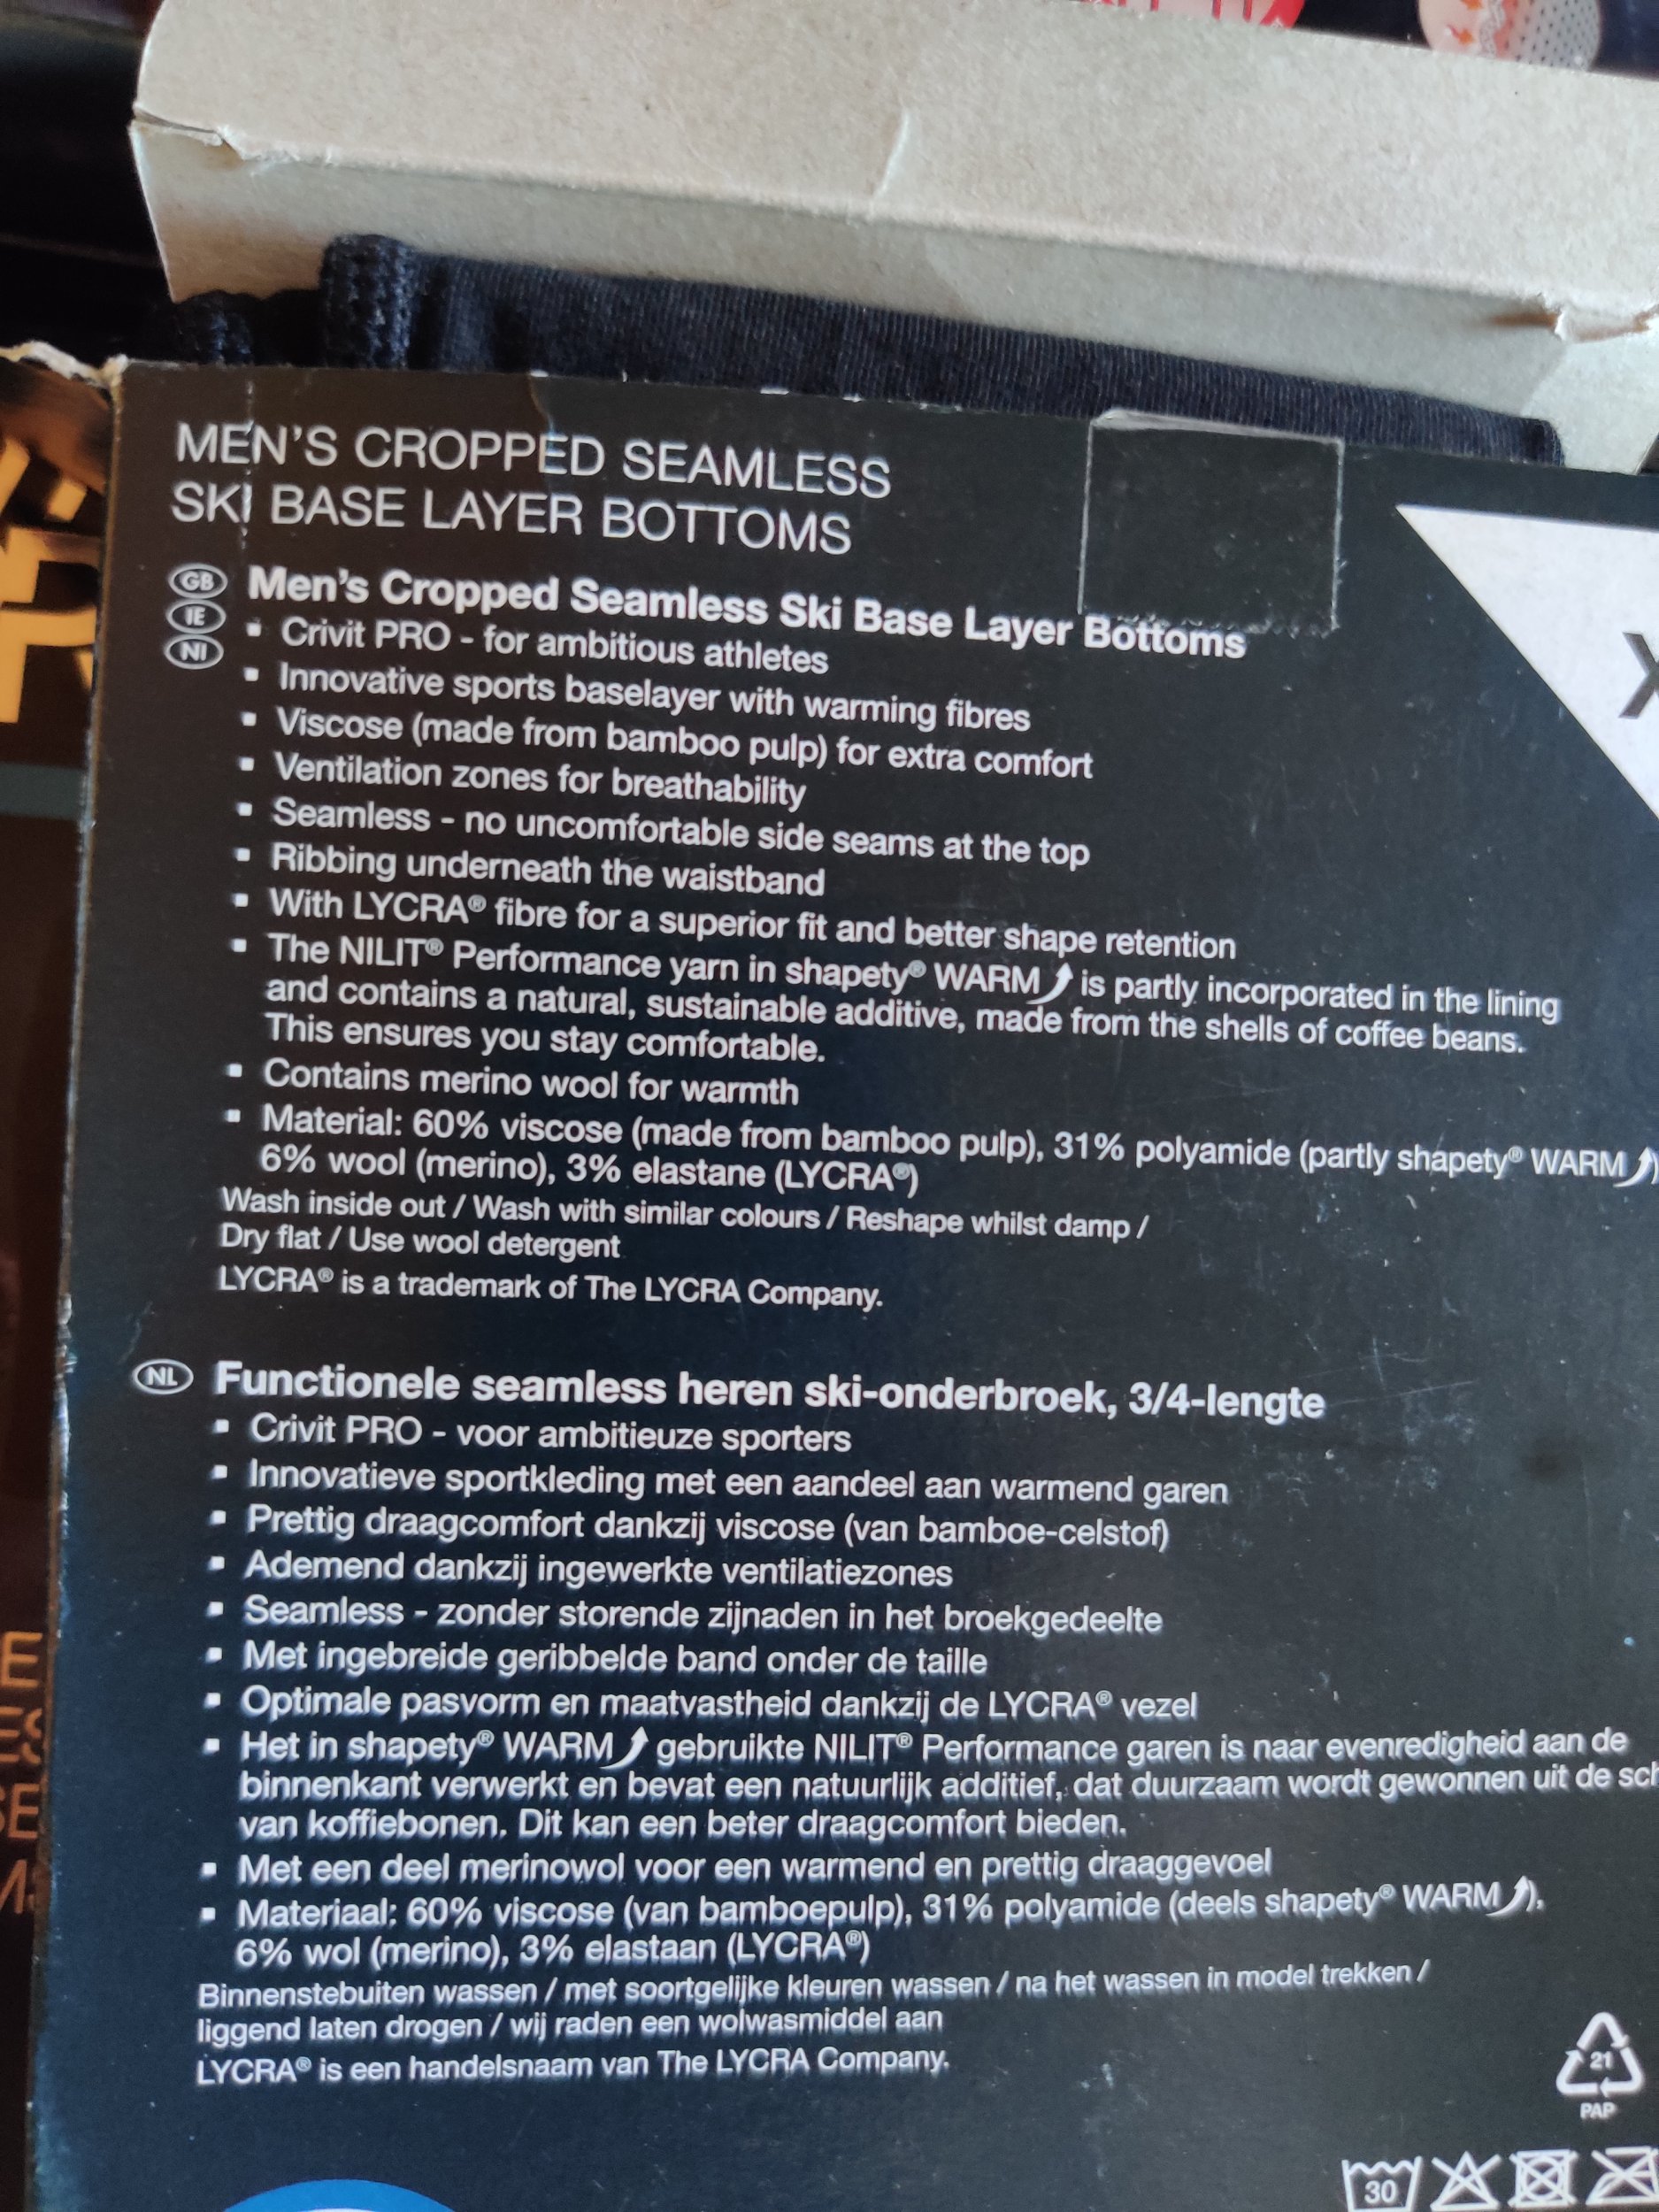 MEN'S CROPPED SEAMLESS
SKI BASE LAYER BOTTOMS
GB
IE
NI
Men's Cropped Seamless Ski Base Layer Bottoms
▪ Crivit PRO - for ambitious athletes
▪ Innovative sports baselayer with warming fibres
▪ Viscose (made from bamboo pulp) for extra comfort
▪ Ventilation zones for breathability
▪ Seamless - no uncomfortable side seams at the top
▪ Ribbing underneath the waistband
▪ With LYCRA® fibre for a superior fit and better shape retention
▪ The NILIT® Performance yarn in shapety® WARM is partly incorporated in the lining
and contains a natural, sustainable additive, made from the shells of coffee beans.
This ensures you stay comfortable.
▪ Contains merino wool for warmth
▪ Material: 60% viscose (made from bamboo pulp), 31% polyamide (partly shapety® WARM )
6% wool (merino), 3% elastane (LYCRA®)
Wash inside out / Wash with similar colours / Reshape whilst damp /
Dry flat / Use wool detergent
LYCRA® is a trademark of The LYCRA Company.
NL
Functionele seamless heren ski-onderbroek, 3/4-lengte
▪ Crivit PRO - voor ambitieuze sporters
▪ Innovatieve sportkleding met een aandeel aan warmend garen
▪ Prettig draagcomfort dankzij viscose (van bamboe-celstof)
▪ Ademend dankzij ingewerkte ventilatiezones
▪ Seamless - zonder storende zijnaden in het broekgedeelte
▪ Met ingebreide geribbelde band onder de taille
▪ Optimale pasvorm en maatvastheid dankzij de LYCRA® vezel
▪ Het in shapety® WARM gebruikte NILIT® Performance garen is naar evenredigheid aan de
binnenkant verwerkt en bevat een natuurlijk additief, dat duurzaam wordt gewonnen uit de
van koffiebonen. Dit kan een beter draagcomfort bieden.
▪ Met een deel merinowol voor een warmend en prettig draaggevoel
▪ Materiaal: 60% viscose (van bamboepulp), 31% polyamide (deels shapety® WARM ),
6% wol (merino), 3% elastaan (LYCRA®)
Binnenstebuiten wassen / met soortgelijke kleuren wassen / na het wassen in model trekken /
liggend laten drogen / wij raden een wolwasmiddel aan
LYCRA® is een handelsnaam van The LYCRA Company.
21
PAP
30